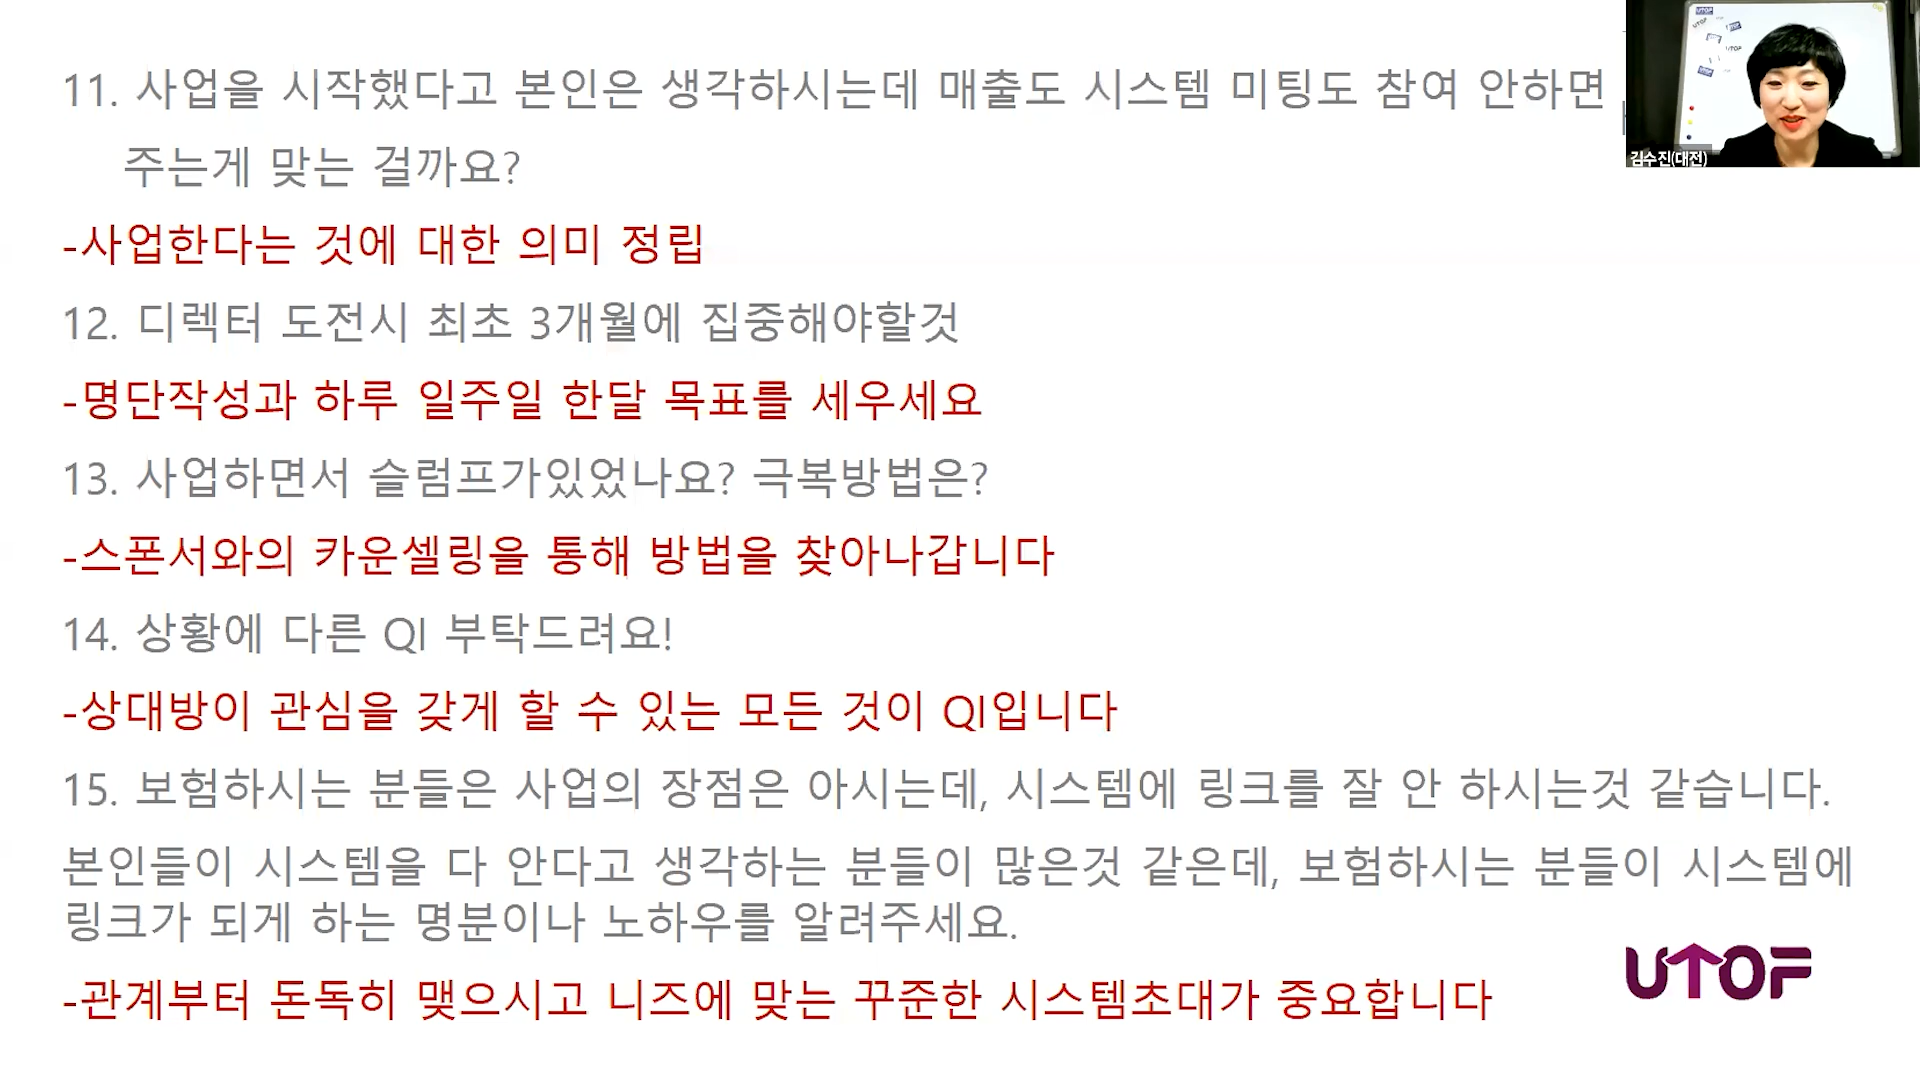 11. 사업을 시작했다고 본인은 생각하시는데 매출도 시스템 미팅도 참여 안하면
주는게 맞는 걸까요?
-사업한다는 것에 대한 의미 정립
12. 디렉터 도전시 최초 3개월에 집중해야할것
-명단작성과 하루 일주일 한달 목표를 세우세요
13. 사업하면서 슬럼프가있었나요? 극복방법은?
-스폰서와의 카운셀링을 통해 방법을 찾아나갑니다
14. 상황에 다른 QI 부탁드려요!
-상대방이 관심을 갖게 할 수 있는 모든 것이 QI입니다
15. 보험하시는 분들은 사업의 장점은 아시는데, 시스템에 링크를 잘 안 하시는것 같습니다.
본인들이 시스템을 다 안다고 생각하는 분들이 많은것 같은데, 보험하시는 분들이 시스템에
링크가 되게 하는 명분이나 노하우를 알려주세요.
-관계부터 돈독히 맺으시고 니즈에 맞는 꾸준한 시스템초대가 중요합니다
UTOF
김수진(대전)
UTOF
UTOF